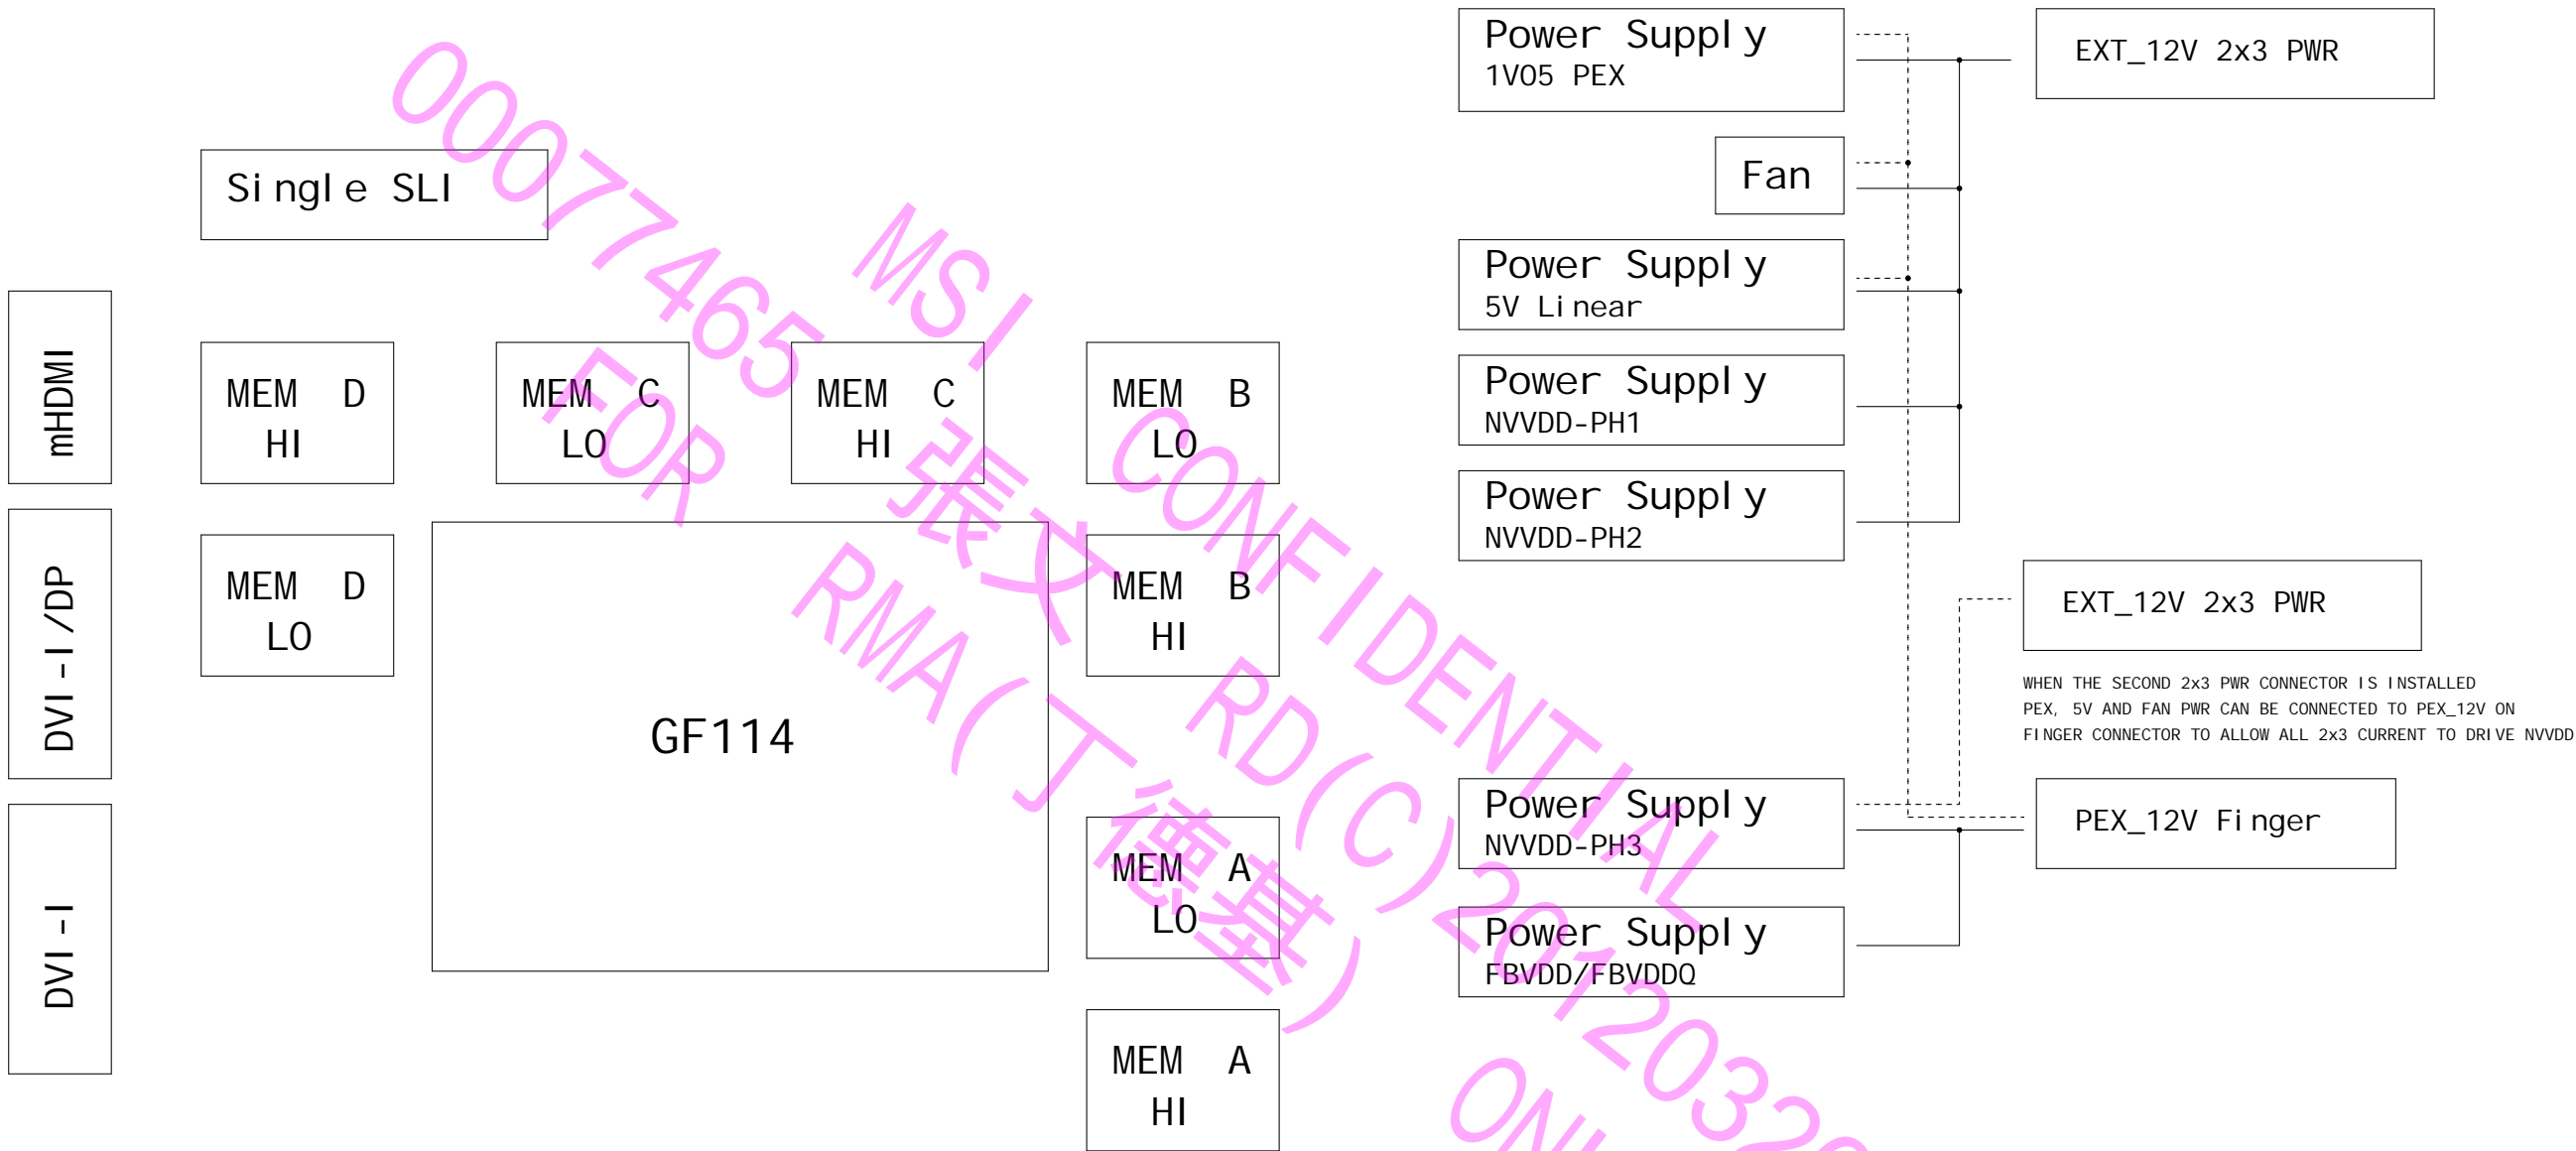 Single SLI
mHDMI
DVI-I/DP
DVI-I
MEM D
HI
MEM C
LO
MEM C
HI
MEM B
LO
MEM D
LO
GF114
MEM B
HI
MEM A
LO
MEM A
HI
Power Supply
1V05 PEX
Fan
Power Supply
5V Linear
Power Supply
NVVDD-PH1
Power Supply
NVVDD-PH2
Power Supply
NVVDD-PH3
Power Supply
FBVDD/FBVDDQ
EXT_12V 2x3 PWR
EXT_12V 2x3 PWR
WHEN THE SECOND 2x3 PWR CONNECTOR IS INSTALLED
PEX, 5V AND FAN PWR CAN BE CONNECTED TO PEX_12V ON
FINGER CONNECTOR TO ALLOW ALL 2x3 CURRENT TO DRIVE NVVDD
PEX_12V Finger
MSI CONFIDENTIAL
00077465 張文 RD(C)2012032
FOR RMA(丁德基)